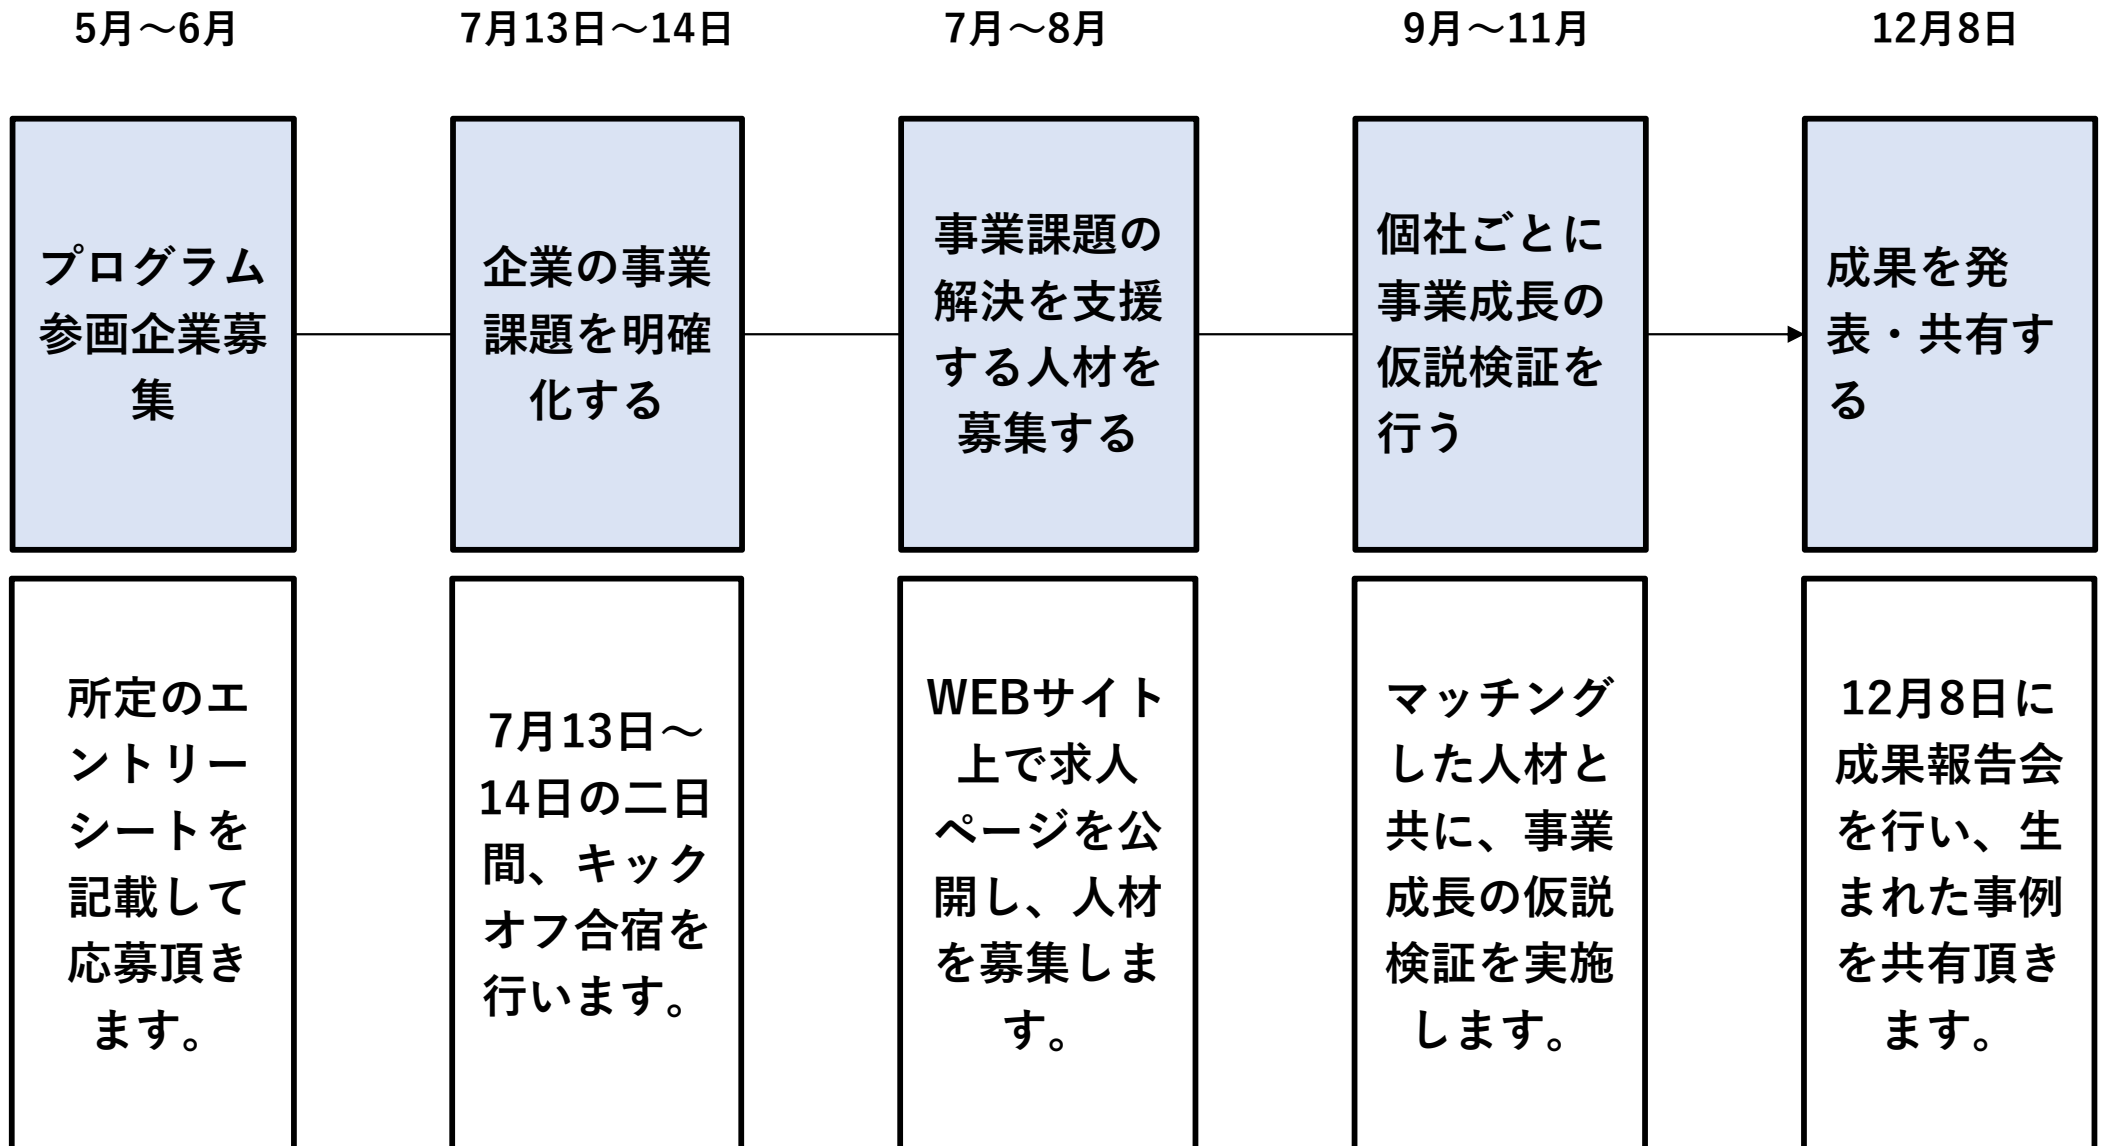 5月～6月
7月13日～14日
7月～8月
9月～11月
12月8日
プログラム
参画企業募
集
企業の事業
課題を明確
化する
事業課題の
解決を支援
する人材を
募集する
個社ごとに
事業成長の
仮説検証を
行う
成果を発
表・共有す
る
所定のエ
ントリー
シートを
記載して
応募頂き
ます。
7月13日～
14日の二日
間、キック
オフ合宿を
行います。
WEBサイト
上で求人
ページを公
開し、人材
を募集しま
す。
マッチング
した人材と
共に、事業
成長の仮説
検証を実施
します。
12月8日に
成果報告会
を行い、生
まれた事例
を共有頂き
ます。